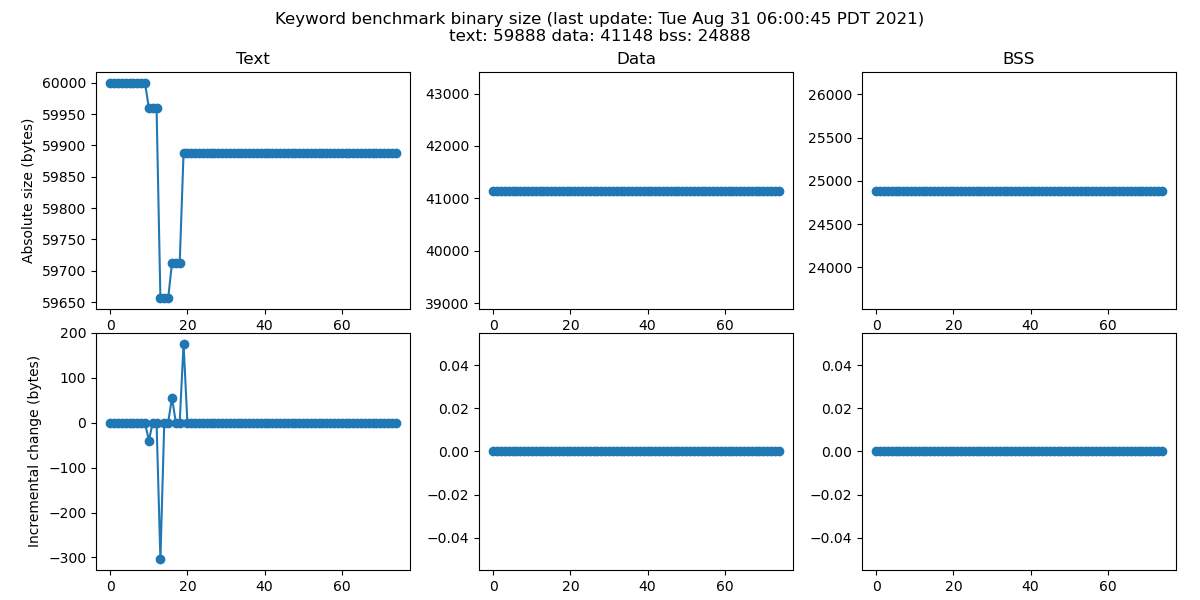 Keyword benchmark binary size (last update: Tue Aug 31 06:00:45 PDT 2021)
text: 59888 data: 41148 bss: 24888
Text
Data
BSS
Absolute size (bytes)
60000
59950
59900
59850
59800
59750
59700
59650
0 20 40 60
43000
42000
41000
40000
39000
0 20 40 60
26000
25500
25000
24500
24000
0 20 40 60
Incremental change (bytes)
200
100
0
−100
−200
−300
0 20 40 60
0.04
0.02
0.00
−0.02
−0.04
0 20 40 60
0.04
0.02
0.00
−0.02
−0.04
0 20 40 60